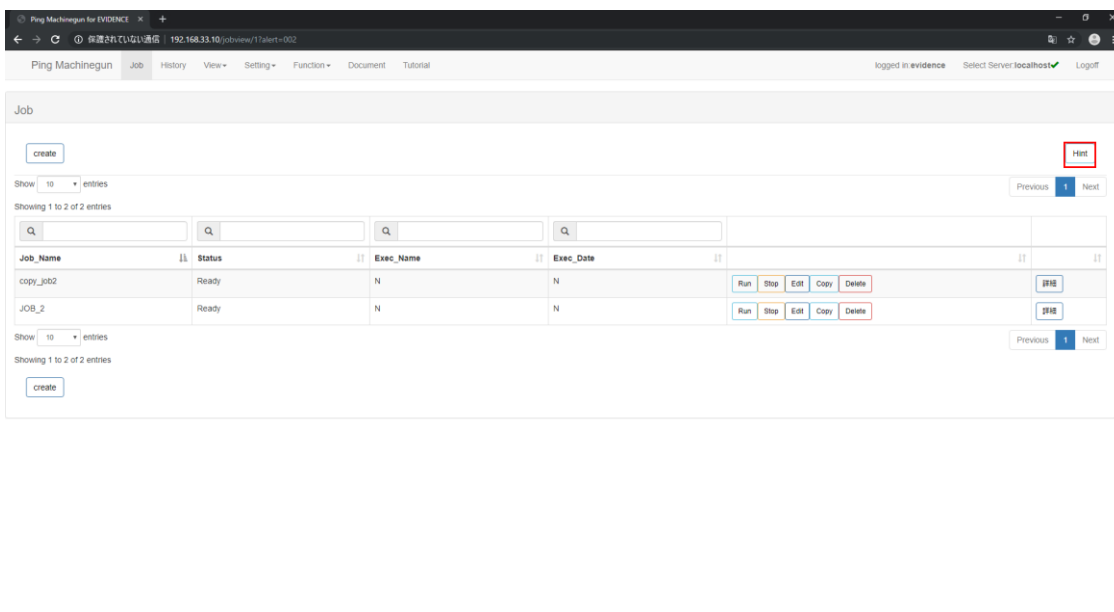 Ping Machinegun for EVIDENCE
保護されていない通信 | 192.168.33.10/jobview/1?alert=002
Ping Machinegun Job History View Setting Function Document Tutorial logged in:evidence Select Server:localhost Logoff
Job
create Hint
Show 10 entries Previous 1 Next
Showing 1 to 2 of 2 entries
Job_Name Status Exec_Name Exec_Date
copy_job2 Ready N N Run Stop Edit Copy Delete 詳細
JOB_2 Ready N N Run Stop Edit Copy Delete 詳細
Show 10 entries Previous 1 Next
Showing 1 to 2 of 2 entries
create